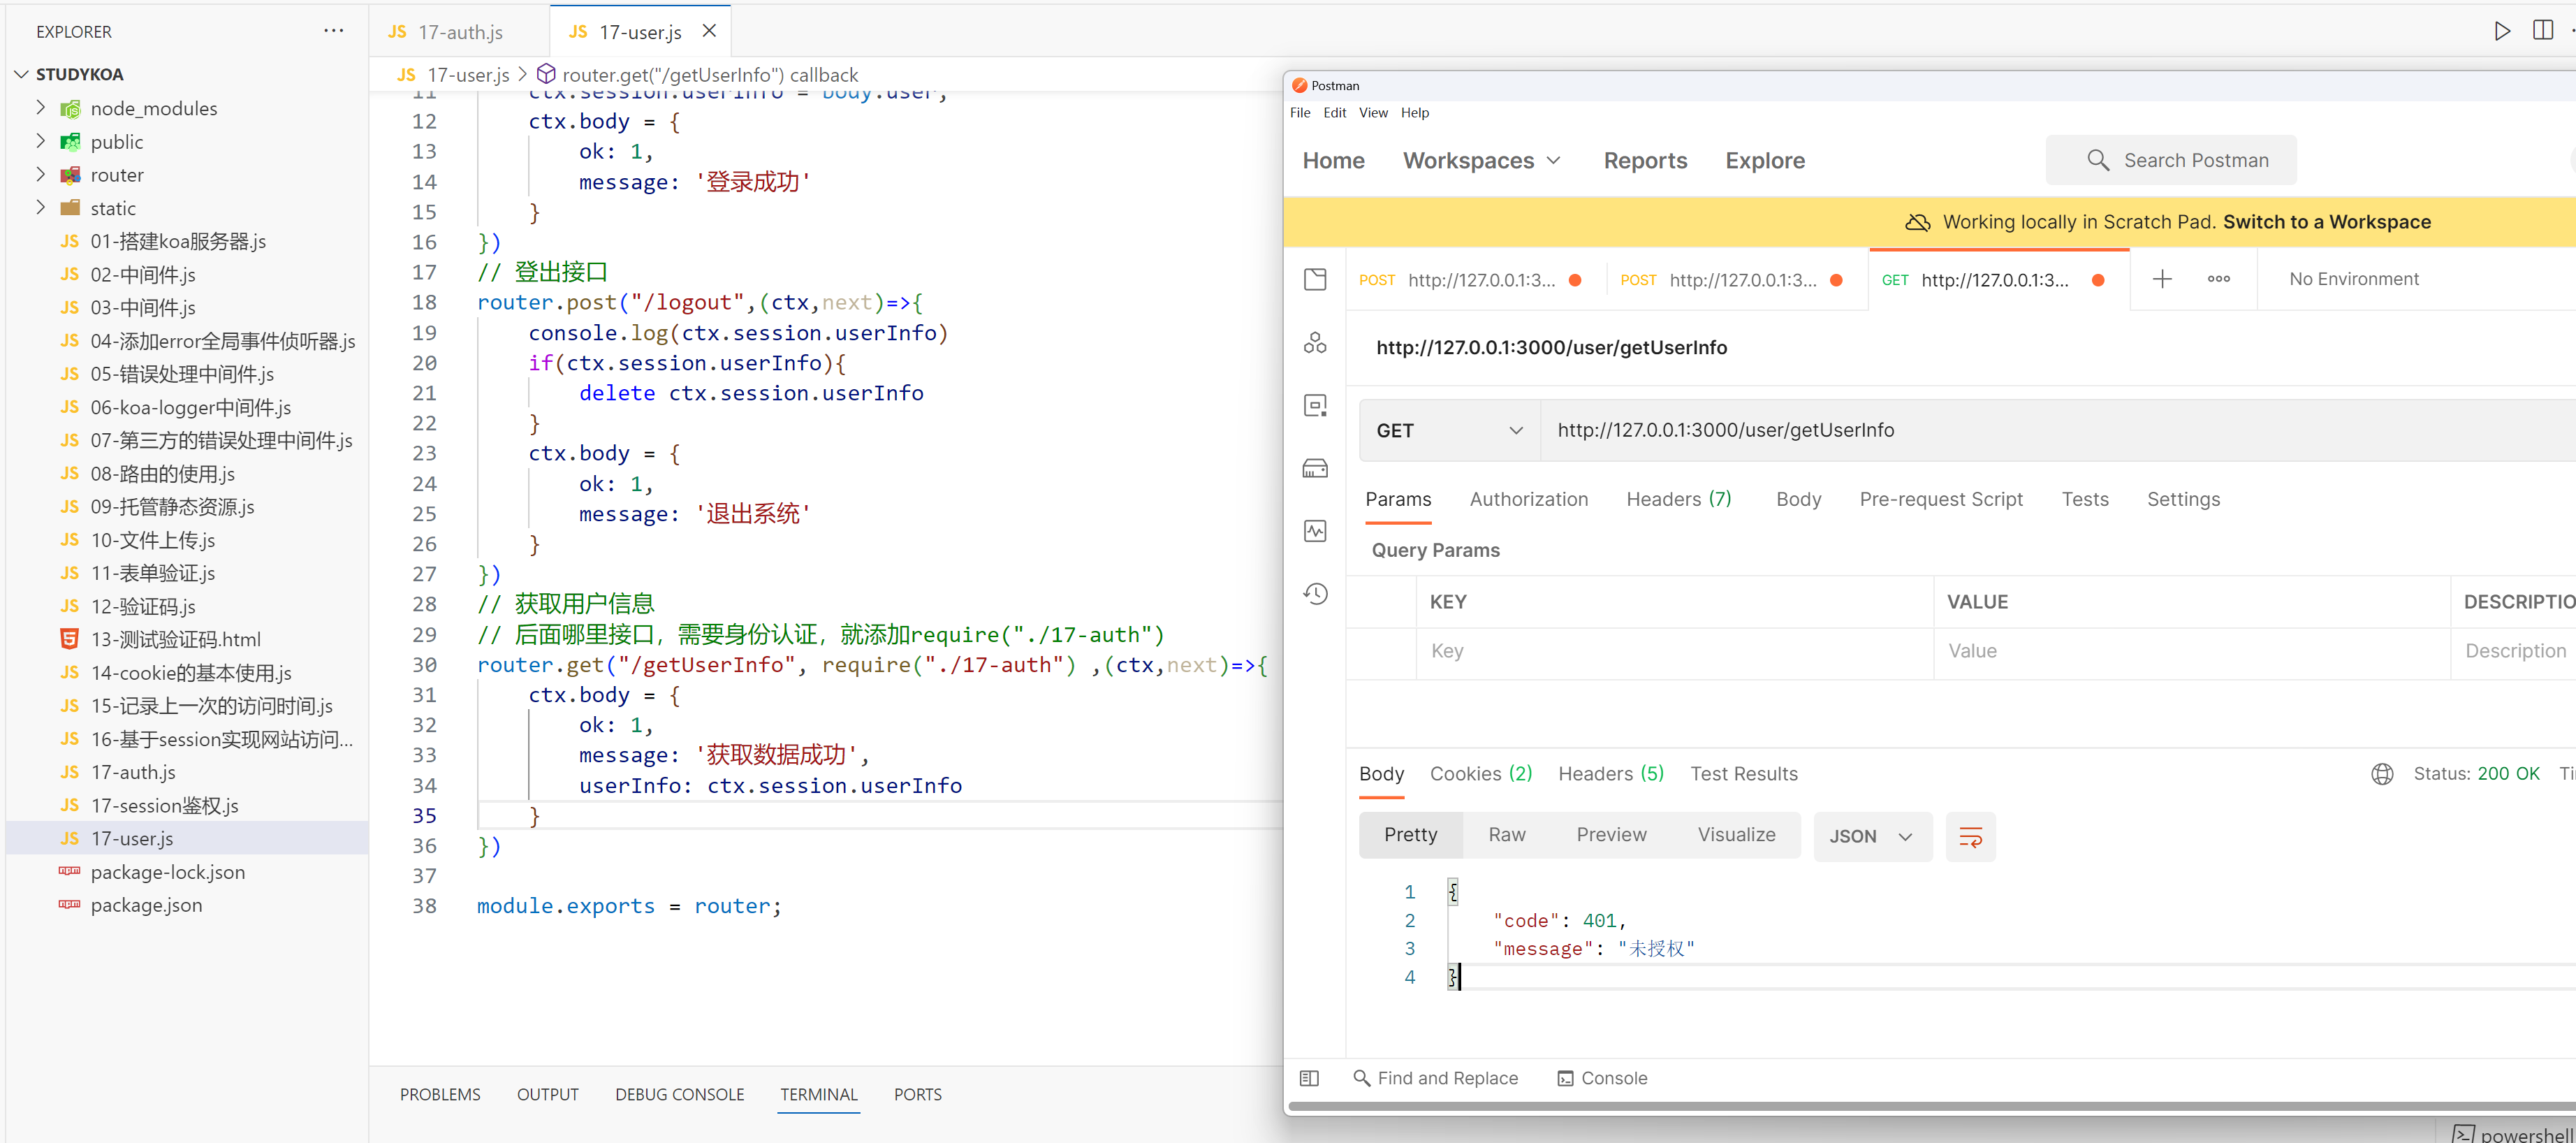 EXPLORER
STUDYKOA
node_modules
public
router
static
JS 01-搭建koa服务器.js
JS 02-中间件.js
JS 03-中间件.js
JS 04-添加error全局事件侦听器.js
JS 05-错误处理中间件.js
JS 06-koa-logger中间件.js
JS 07-第三方的错误处理中间件.js
JS 08-路由的使用.js
JS 09-托管静态资源.js
JS 10-文件上传.js
JS 11-表单验证.js
JS 12-验证码.js
13-测试验证码.html
JS 14-cookie的基本使用.js
JS 15-记录上一次的访问时间.js
JS 16-基于session实现网站访问...
JS 17-auth.js
JS 17-session鉴权.js
JS 17-user.js
package-lock.json
package.json
JS 17-auth.js
JS 17-user.js
JS 17-user.js > router.get("/getUserInfo") callback
11 ctx.session.userInfo = body.user;
12 ctx.body = {
13 ok: 1,
14 message: '登录成功'
15 }
16 })
17 // 登出接口
18 router.post("/logout",(ctx,next)=>{
19 console.log(ctx.session.userInfo)
20 if(ctx.session.userInfo){
21 delete ctx.session.userInfo
22 }
23 ctx.body = {
24 ok: 1,
25 message: '退出系统'
26 }
27 })
28 // 获取用户信息
29 // 后面哪里接口，需要身份认证，就添加require("./17-auth")
30 router.get("/getUserInfo", require("./17-auth") ,(ctx,next)=>{
31 ctx.body = {
32 ok: 1,
33 message: '获取数据成功',
34 userInfo: ctx.session.userInfo
35 }
36 })
37
38 module.exports = router;
PROBLEMS OUTPUT DEBUG CONSOLE TERMINAL PORTS
Postman
File Edit View Help
Home Workspaces Reports Explore Search Postman
Working locally in Scratch Pad. Switch to a Workspace
POST http://127.0.0.1:3... POST http://127.0.0.1:3... GET http://127.0.0.1:3... No Environment
http://127.0.0.1:3000/user/getUserInfo
GET http://127.0.0.1:3000/user/getUserInfo
Params Authorization Headers (7) Body Pre-request Script Tests Settings
Query Params
KEY VALUE DESCRIPTIO
Key Value Description
Body Cookies (2) Headers (5) Test Results Status: 200 OK Ti
Pretty Raw Preview Visualize JSON
1 {
2 "code": 401,
3 "message": "未授权"
4 }
Find and Replace Console
powershell